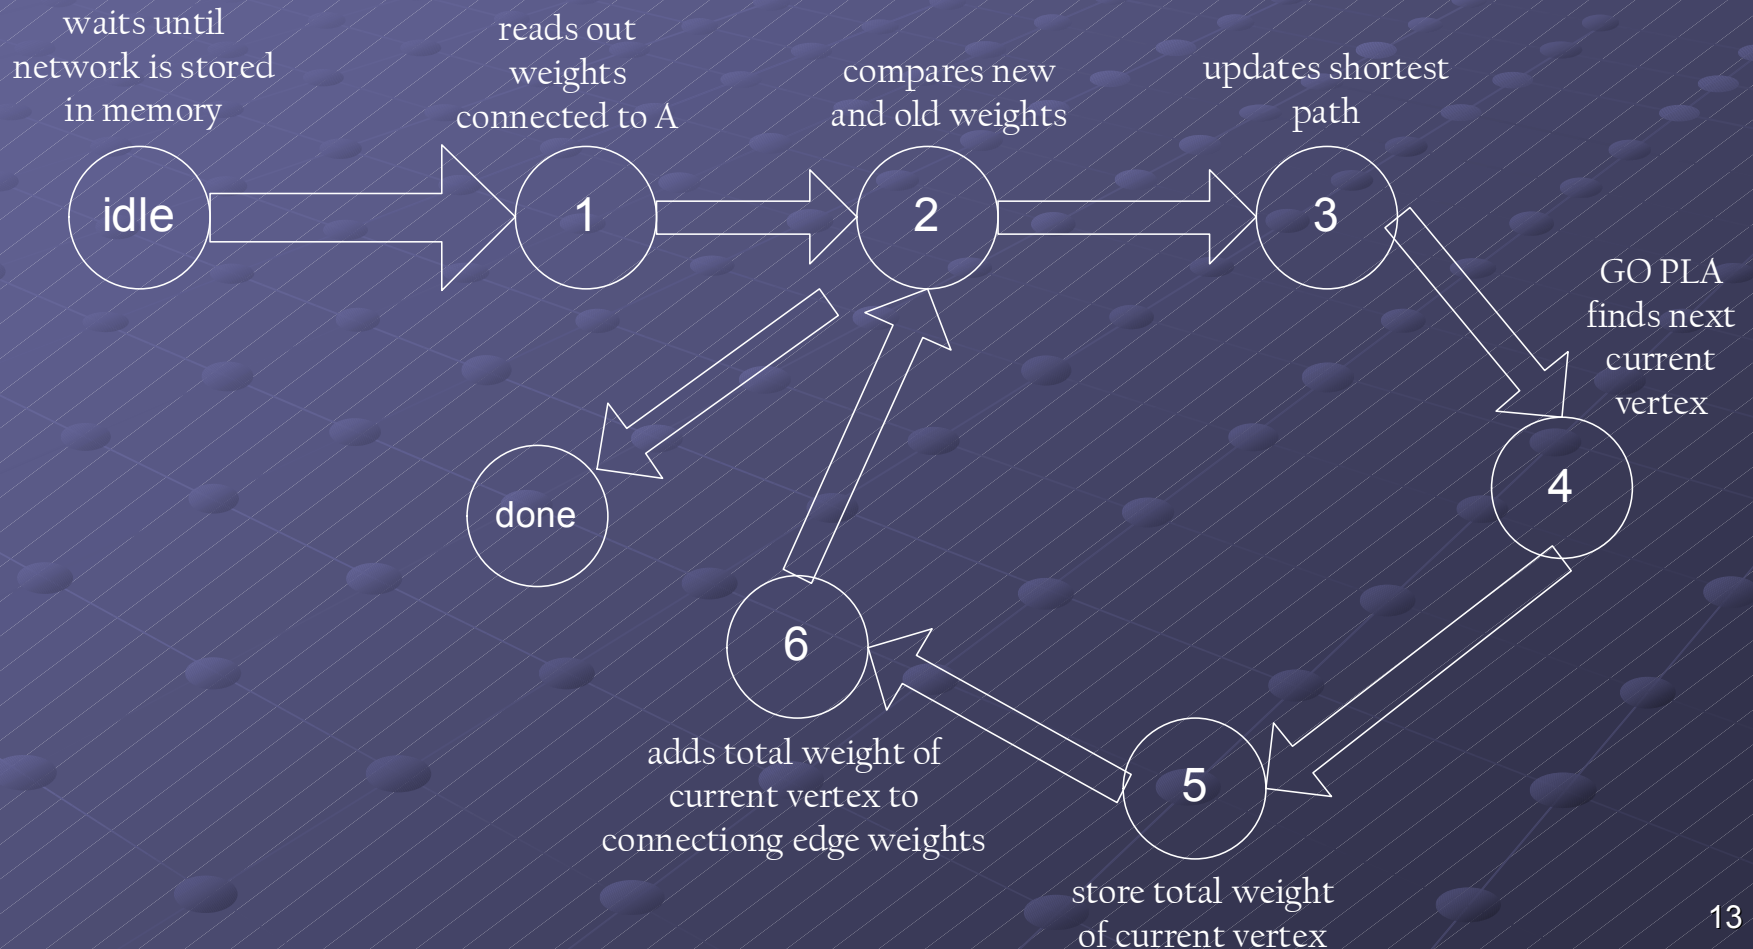 waits until
network is stored
in memory
reads out
weights
connected to A
compares new
and old weights
updates shortest
path
idle
1
2
3
GO PLA
finds next
current
vertex
4
done
6
adds total weight of
current vertex to
connectiong edge weights
5
store total weight
of current vertex
13